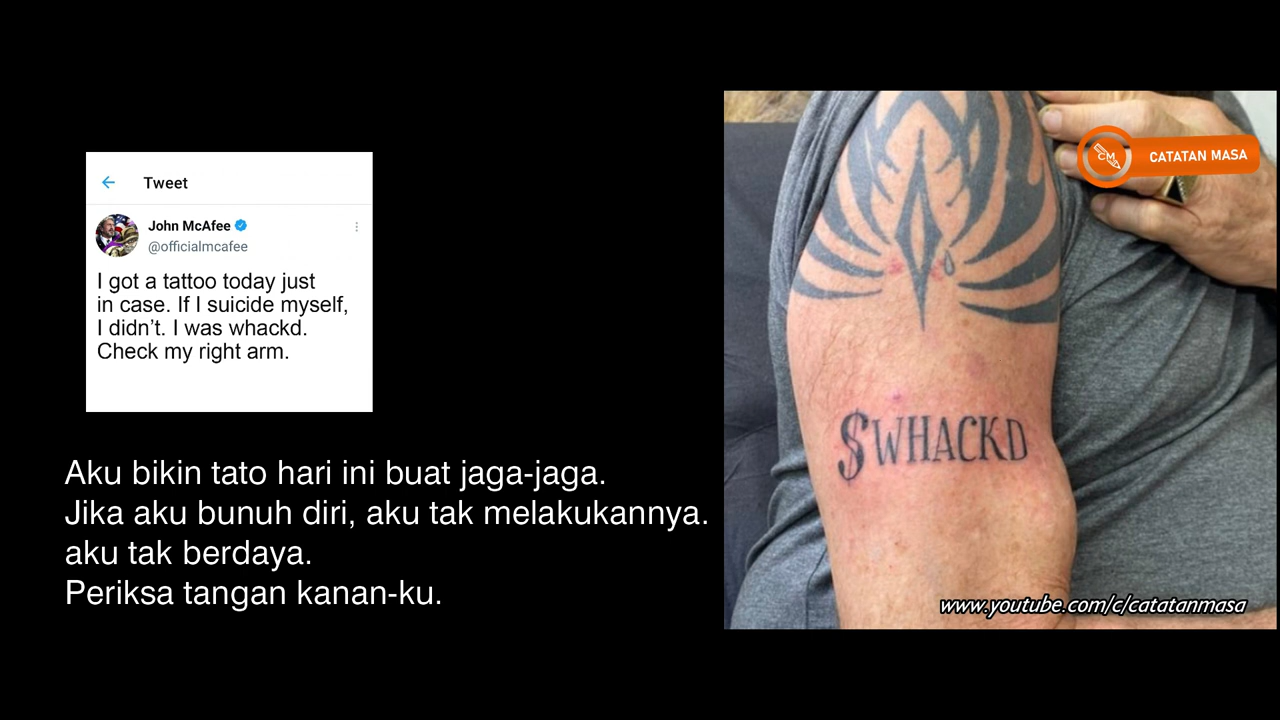 Tweet
John McAfee
@officialmcafee
I got a tattoo today just
in case. If I suicide myself,
I didn't. I was whackd.
Check my right arm.
Aku bikin tato hari ini buat jaga-jaga.
Jika aku bunuh diri, aku tak melakukannya.
aku tak berdaya.
Periksa tangan kanan-ku.
CM
CATATAN MASA
$WHACKD
www.youtube.com/c/catatanmasa